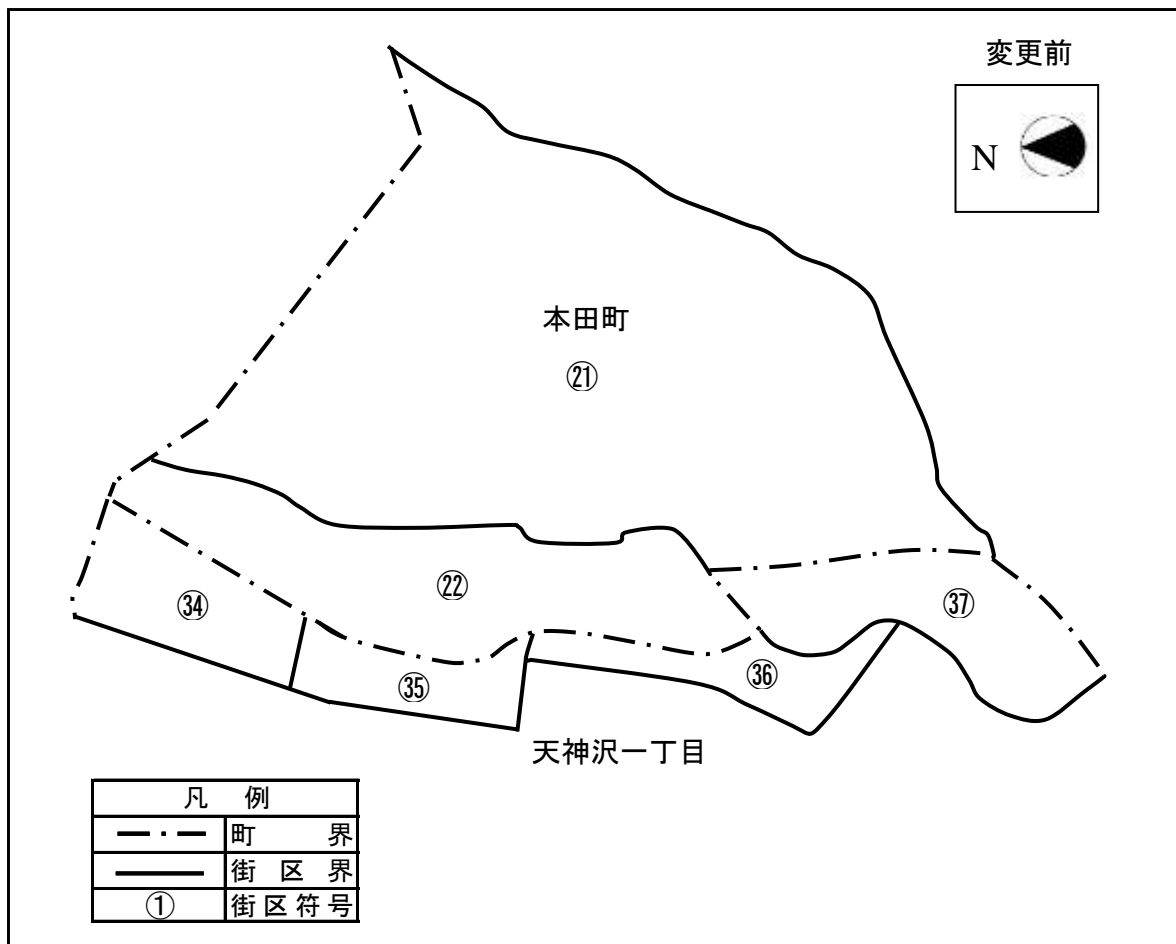 変更前
N
本田町
㉑
㉒
㉞
㉟
㊱
㊲
天神沢一丁目
凡 例
町 界
街 区 界
① 街 区 符 号